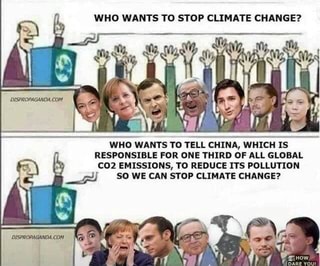 WHO WANTS TO STOP CLIMATE CHANGE?
DISPROPAGANDA.COM
WHO WANTS TO TELL CHINA, WHICH IS
RESPONSIBLE FOR ONE THIRD OF ALL GLOBAL
CO2 EMISSIONS, TO REDUCE ITS POLLUTION
SO WE CAN STOP CLIMATE CHANGE?
DISPROPAGANDA.COM
HOW
DARE YOU!